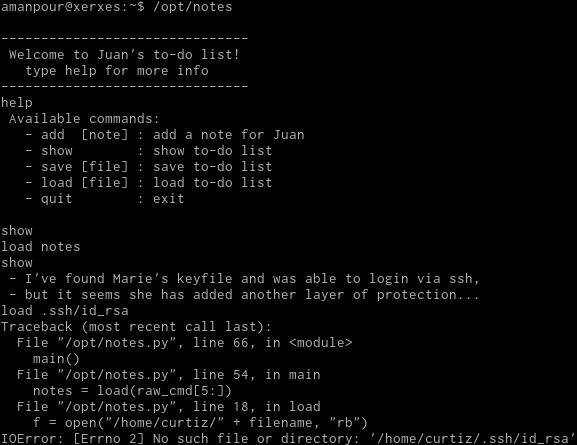 amanpour@xerxes:~$ /opt/notes
-------------------------------
Welcome to Juan's to-do list!
type help for more info
-------------------------------
help
Available commands:
- add  [note] : add a note for Juan
- show        : show to-do list
- save [file] : save to-do list
- load [file] : load to-do list
- quit        : exit
show
load notes
show
- I've found Marie's keyfile and was able to login via ssh,
- but it seems she has added another layer of protection...
load .ssh/id_rsa
Traceback (most recent call last):
File "/opt/notes.py", line 66, in <module>
main()
File "/opt/notes.py", line 54, in main
notes = load(raw_cmd[5:])
File "/opt/notes.py", line 18, in load
f = open("/home/curtiz/" + filename, "rb")
IOError: [Errno 2] No such file or directory: '/home/curtiz/.ssh/id_rsa'